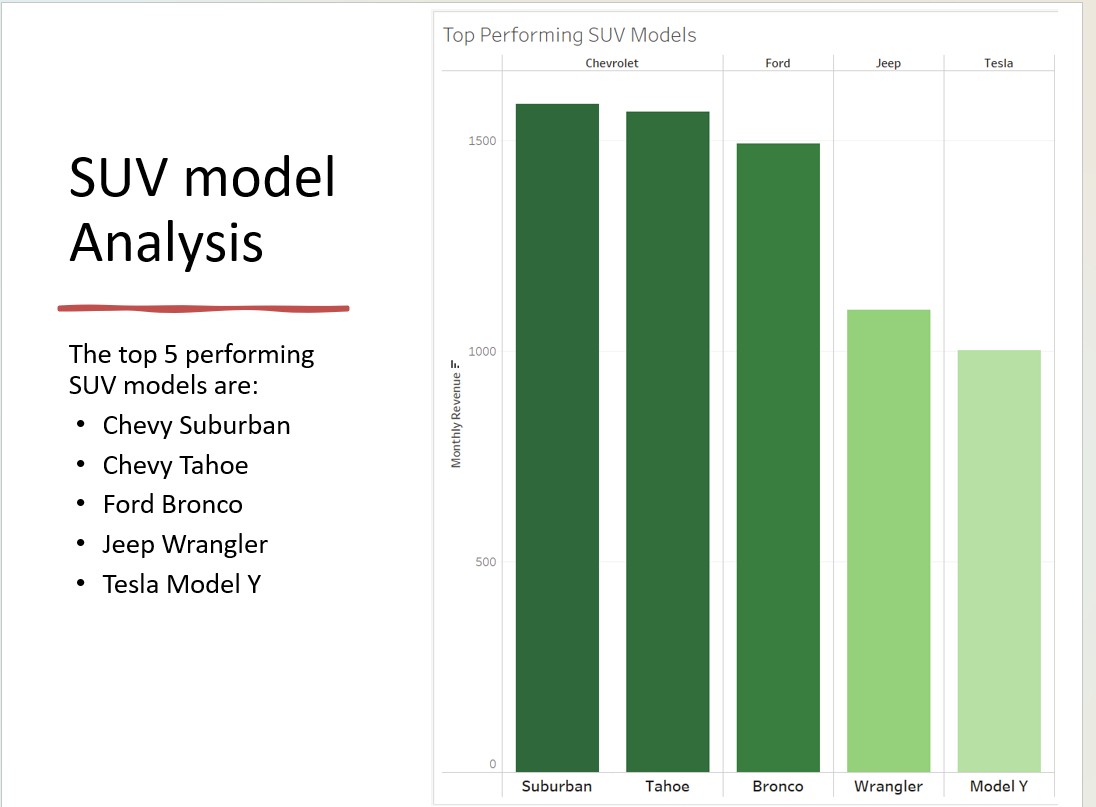 SUV model
Analysis
The top 5 performing
SUV models are:
• Chevy Suburban
• Chevy Tahoe
• Ford Bronco
• Jeep Wrangler
• Tesla Model Y
Top Performing SUV Models
Chevrolet Ford Jeep Tesla
1500
1000
500
0
Monthly Revenue
Suburban Tahoe Bronco Wrangler Model Y